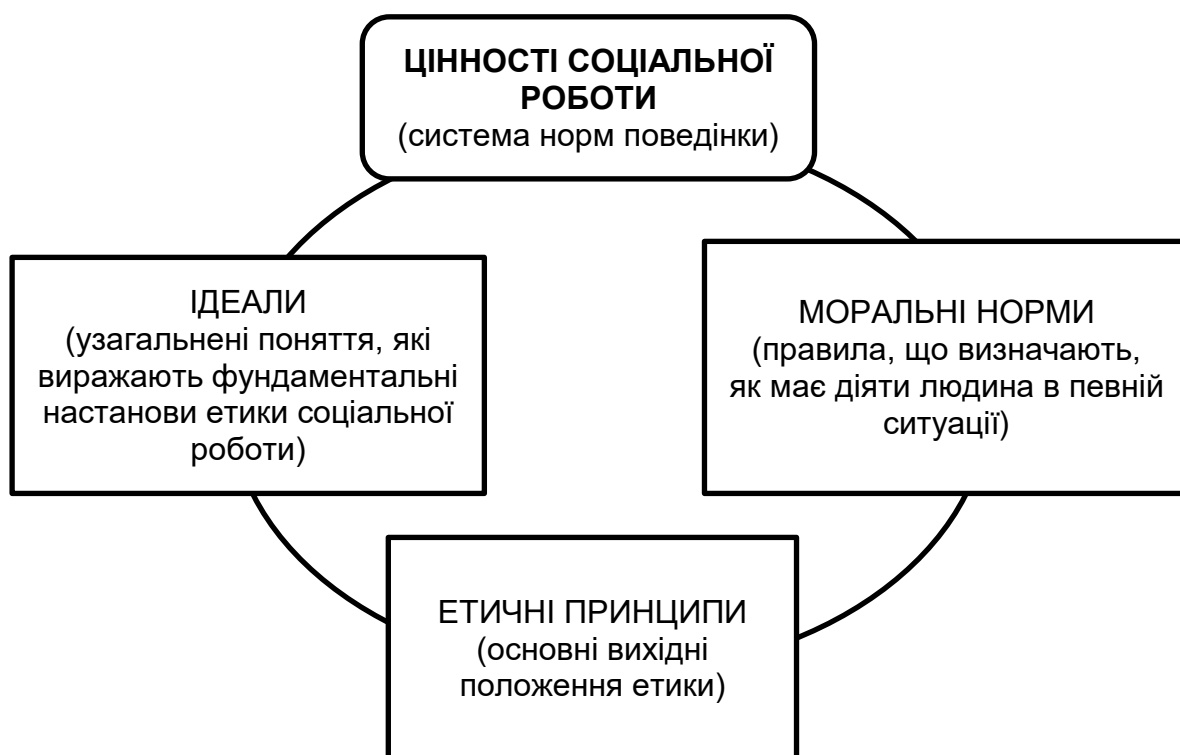 ЦІННОСТІ СОЦІАЛЬНОЇ
РОБОТИ
(система норм поведінки)
ІДЕАЛИ
(узагальнені поняття, які
виражають фундаментальні
настанови етики соціальної
роботи)
МОРАЛЬНІ НОРМИ
(правила, що визначають,
як має діяти людина в певній
ситуації)
ЕТИЧНІ ПРИНЦИПИ
(основні вихідні
положення етики)